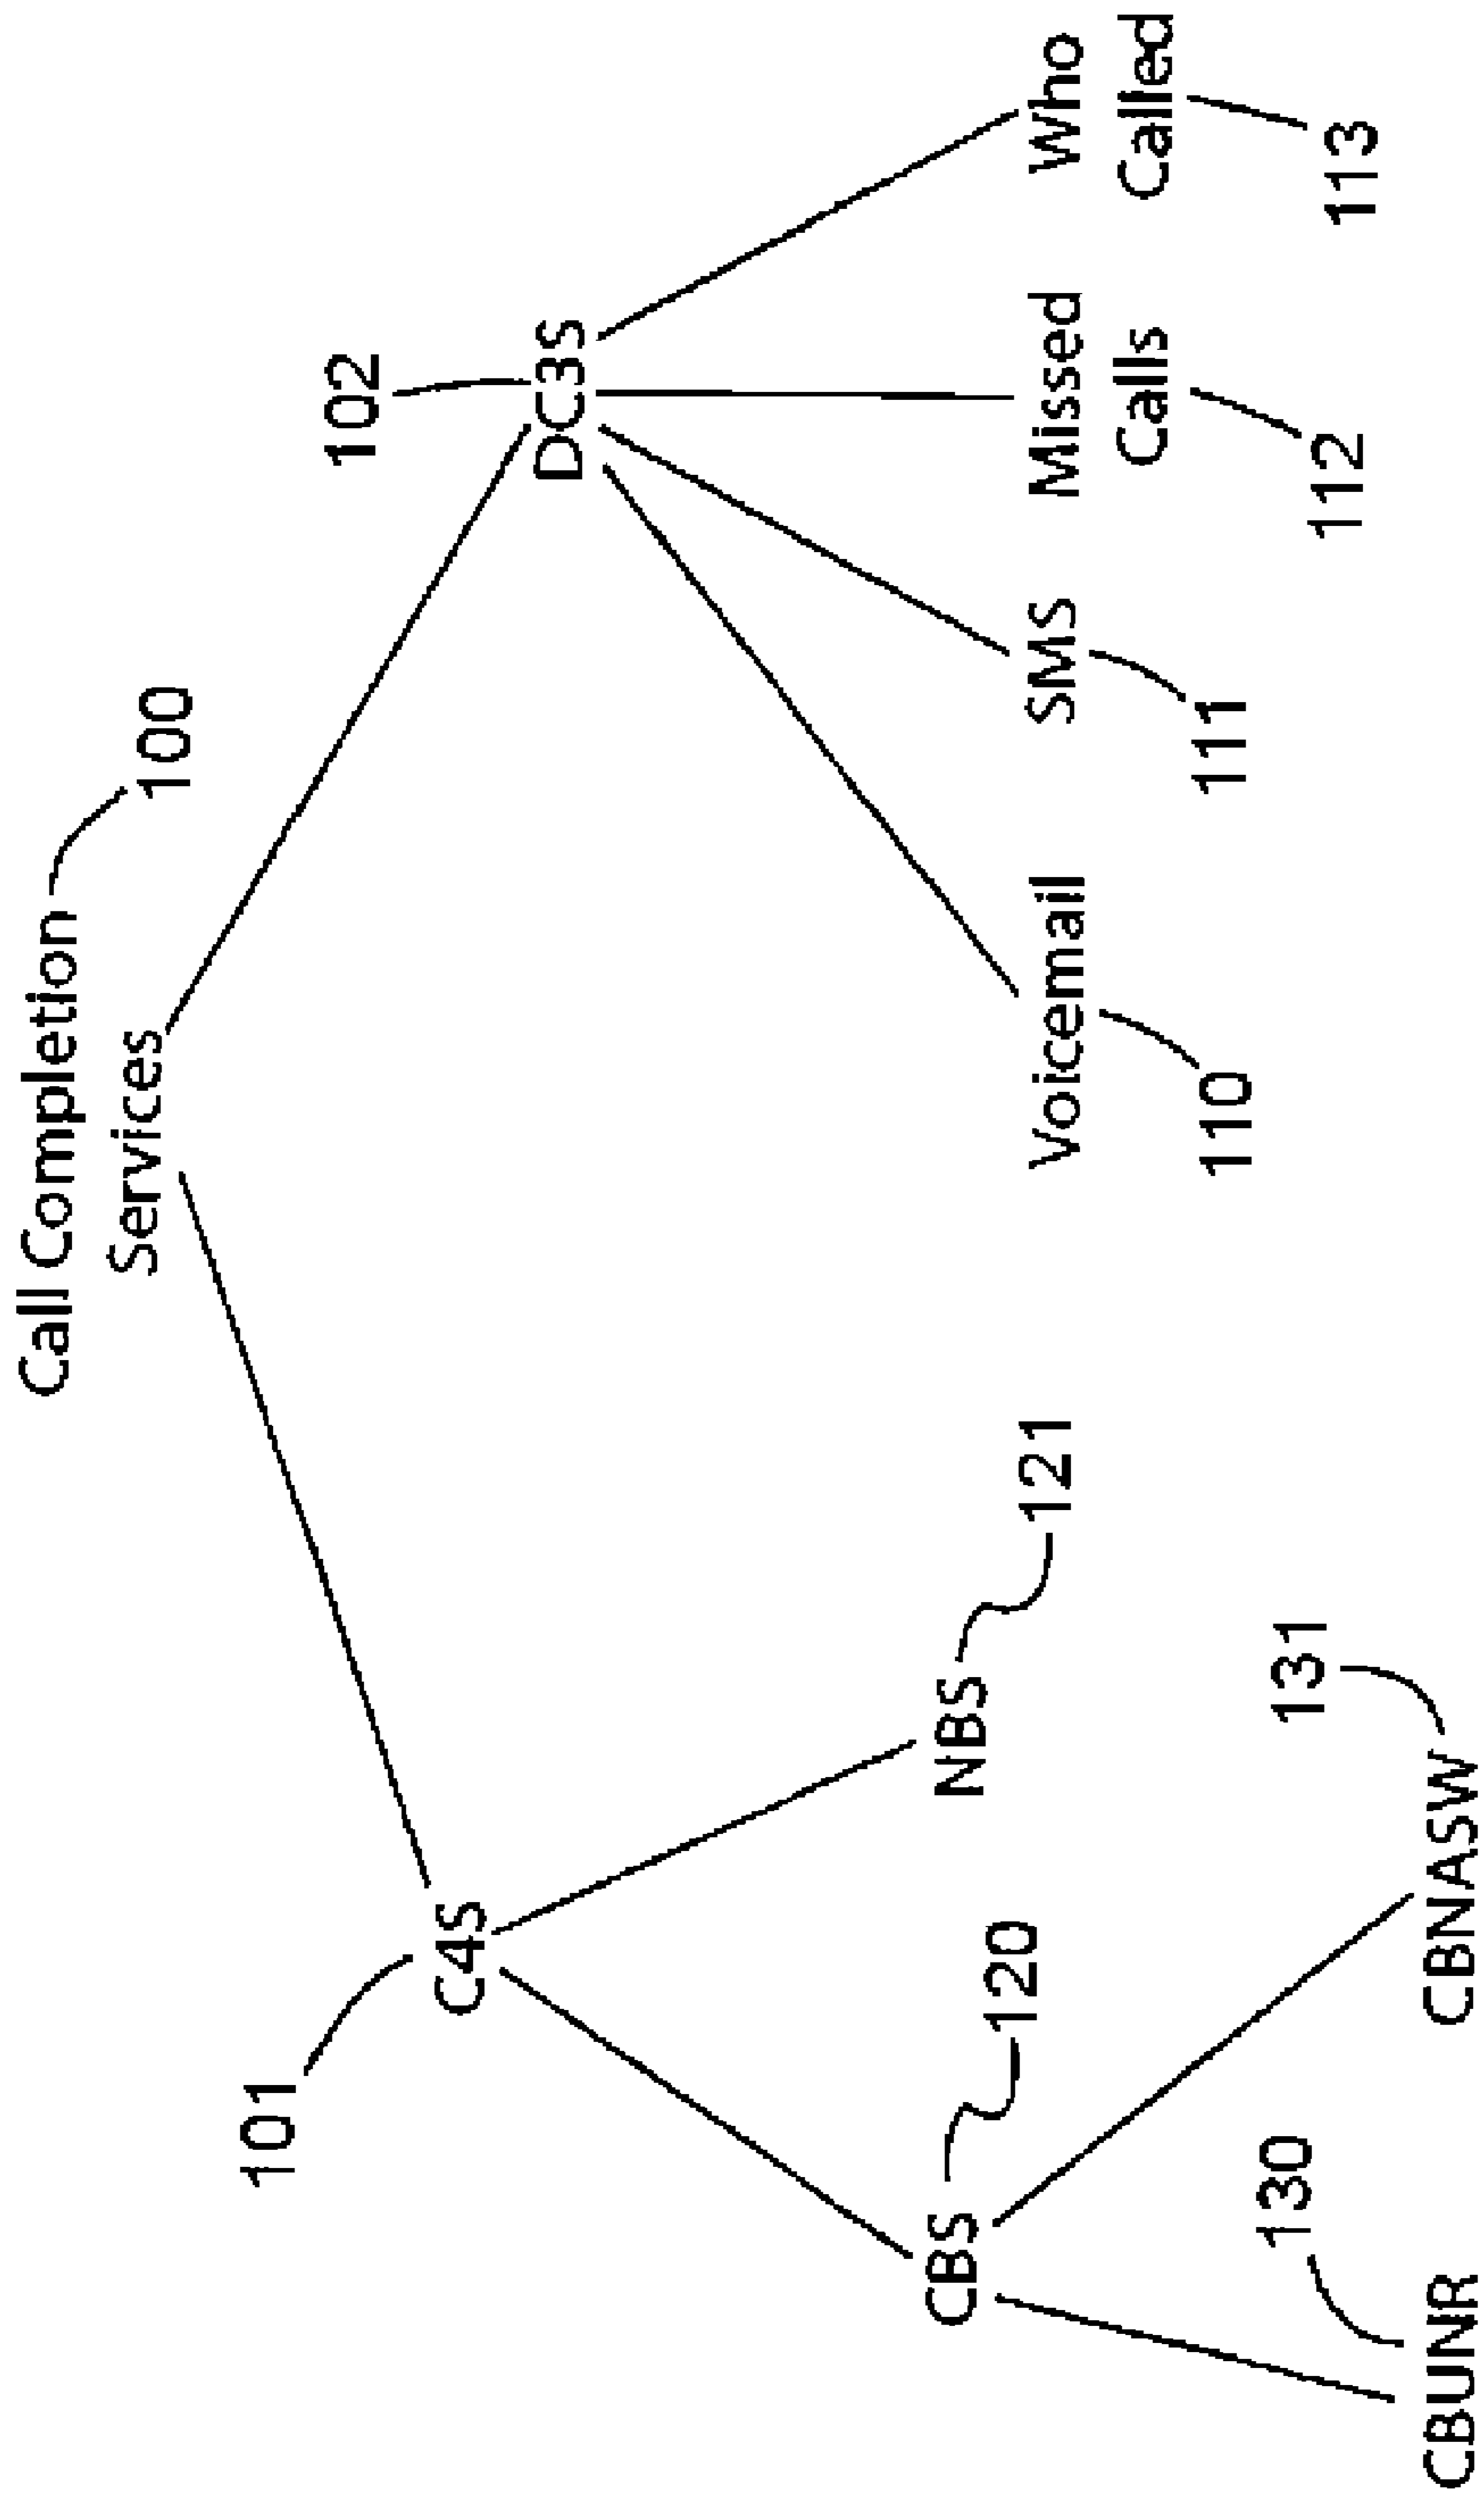 Call Completion
Services
100
101
102
C4S
DC3S
CBS
120
NBS
121
Voicemail
110
SMS
111
Missed
Calls
112
Who
Called
113
130
131
CBUNR
CBNASW